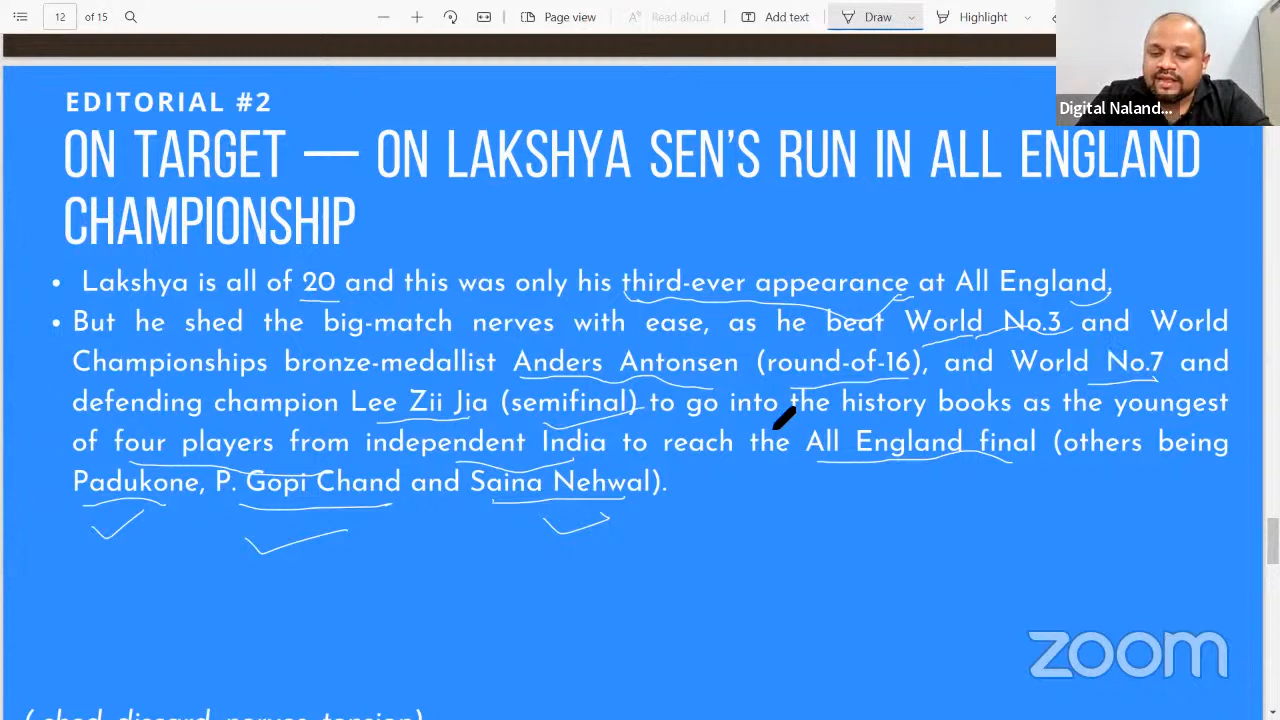 12 of 15
Page view
Read aloud
Add text
Draw
Highlight
Digital Naland...
EDITORIAL #2
ON TARGET — ON LAKSHYA SEN'S RUN IN ALL ENGLAND
CHAMPIONSHIP
• Lakshya is all of 20 and this was only his third-ever appearance at All England.
• But he shed the big-match nerves with ease, as he beat World No.3 and World
Championships bronze-medallist Anders Antonsen (round-of-16), and World No.7 and
defending champion Lee Zii Jia (semifinal) to go into the history books as the youngest
of four players from independent India to reach the All England final (others being
Padukone, P. Gopi Chand and Saina Nehwal).
zoom
( shed discard nerves tension)